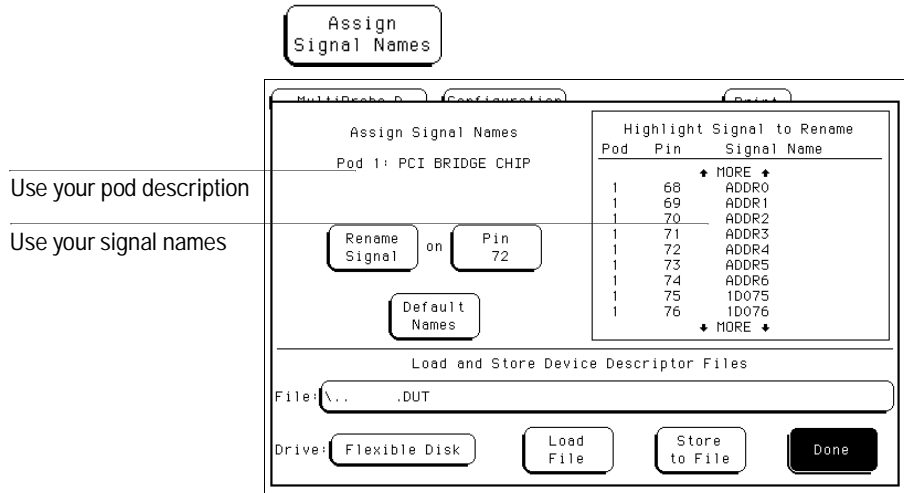 Assign
Signal Names
Configuration
Print
Assign Signal Names
Pod 1: PCI BRIDGE CHIP
Use your pod description
Use your signal names
Rename
Signal
on
Pin
72
Default
Names
Highlight Signal to Rename
Pod Pin Signal Name
↑ MORE ↑
1 68 ADDR0
1 69 ADDR1
1 70 ADDR2
1 71 ADDR3
1 72 ADDR4
1 73 ADDR5
1 74 ADDR6
1 75 1D075
1 76 1D076
↓ MORE ↓
Load and Store Device Descriptor Files
File: \.. .DUT
Drive: Flexible Disk
Load
File
Store
to File
Done